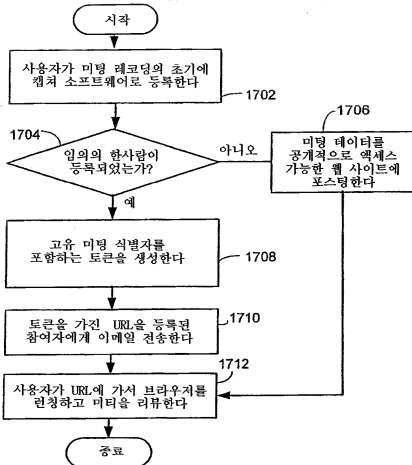 시작
사용자가 미팅 레코딩의 초기에
캡쳐 소프트웨어로 등록한다
1702
1704
임의의 한사람이
등록되었는가?
아니오
1706
미팅 데이터를
공개적으로 액세스
가능한 웹 사이트에
포스팅한다
예
고유 미팅 식별자를
포함하는 토큰을 생성한다
1708
토큰을 가진 URL을 등록된
참여자에게 이메일 전송한다
1710
1712
사용자가 URL에 가서 브라우저를
런칭하고 미티을 리뷰한다
종료